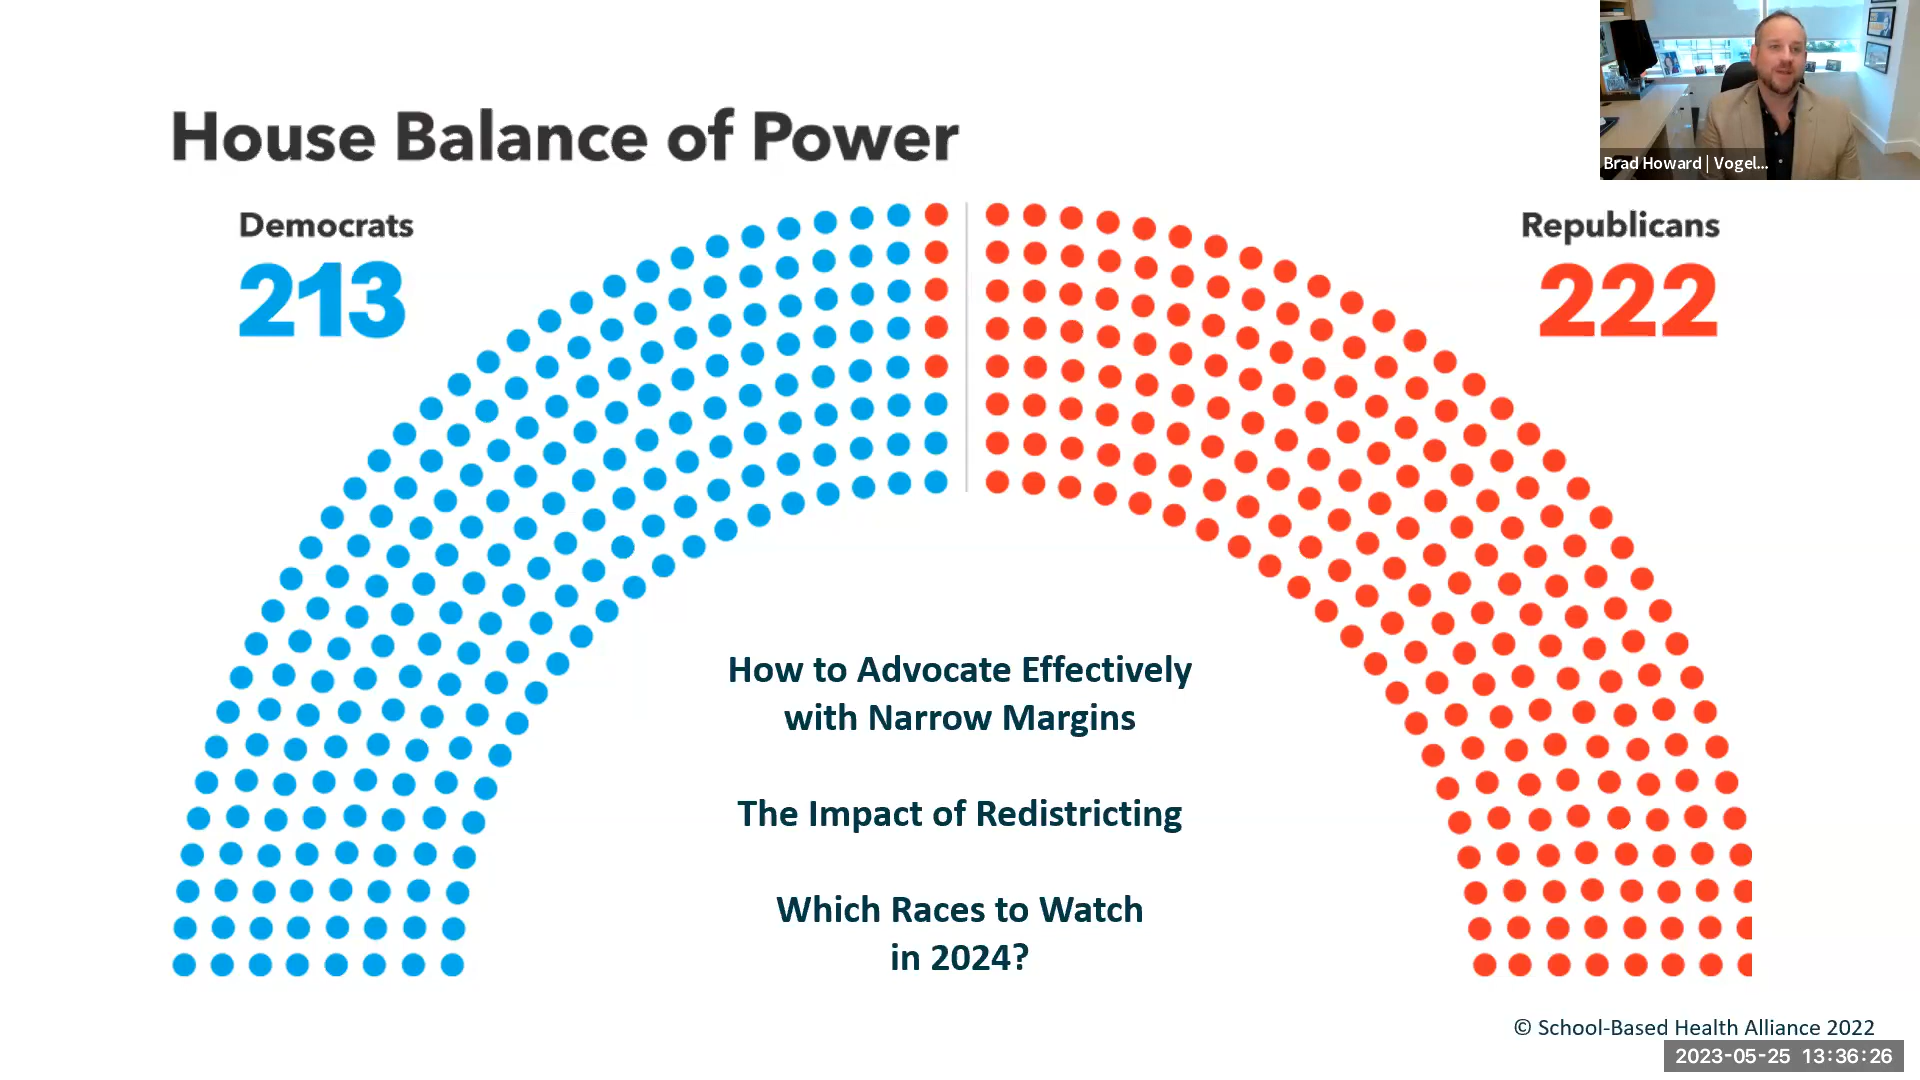 House Balance of Power
Brad Howard | Vogel...
Democrats
213
Republicans
222
How to Advocate Effectively
with Narrow Margins
The Impact of Redistricting
Which Races to Watch
in 2024?
© School-Based Health Alliance 2022
2023-05-25 13:36:26